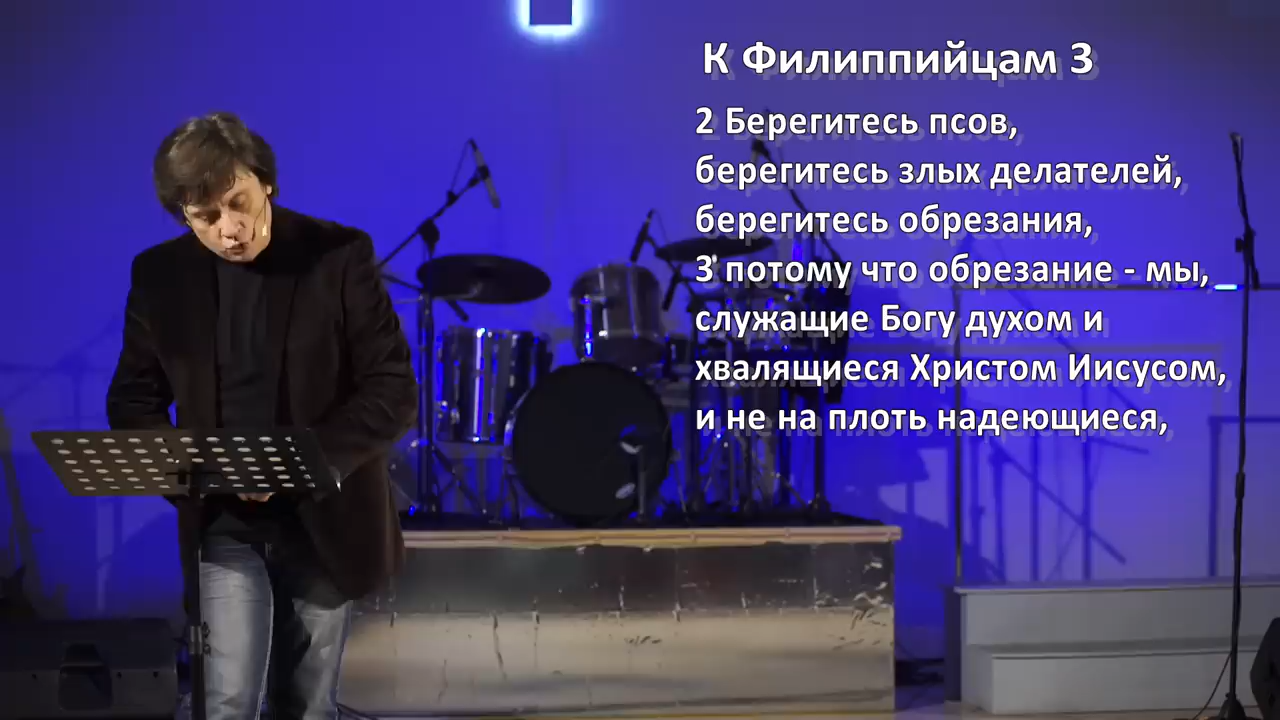 К Филиппийцам 3
2 Берегитесь псов,
берегитесь злых делателей,
берегитесь обрезания,
3 потому что обрезание - мы,
служащие Богу духом и
хвалящиеся Христом Иисусом,
и не на плоть надеющиеся,